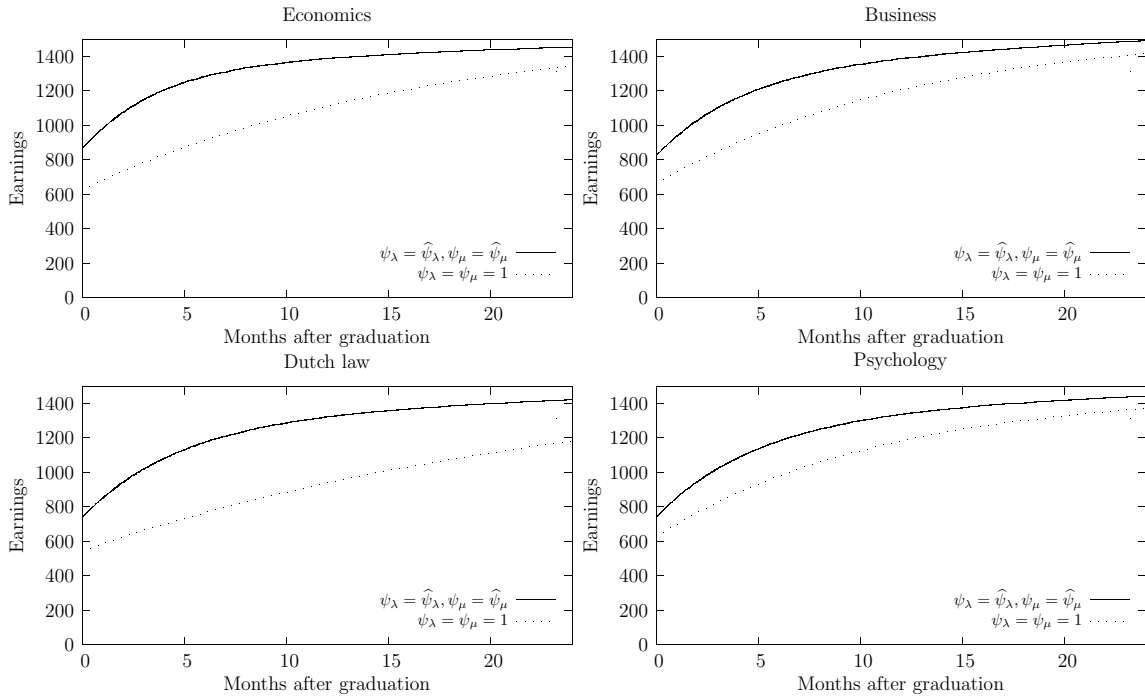 Economics
1400
1200
1000
800
600
400
200
0
Earnings
ψλ = ψ̂λ, ψμ = ψ̂μ
ψλ = ψμ = 1
0 5 10 15 20
Months after graduation
Business
1400
1200
1000
800
600
400
200
0
Earnings
ψλ = ψ̂λ, ψμ = ψ̂μ
ψλ = ψμ = 1
0 5 10 15 20
Months after graduation
Dutch law
1400
1200
1000
800
600
400
200
0
Earnings
ψλ = ψ̂λ, ψμ = ψ̂μ
ψλ = ψμ = 1
0 5 10 15 20
Months after graduation
Psychology
1400
1200
1000
800
600
400
200
0
Earnings
ψλ = ψ̂λ, ψμ = ψ̂μ
ψλ = ψμ = 1
0 5 10 15 20
Months after graduation